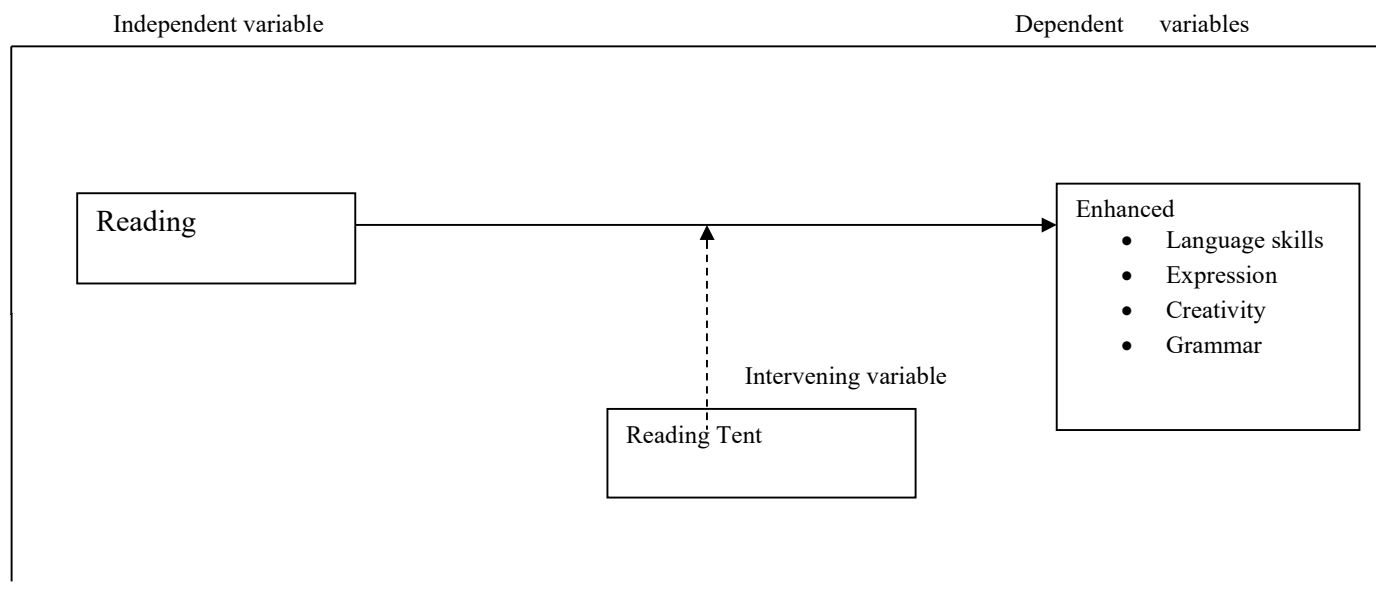 Independent variable
Dependent variables
Reading
Enhanced
• Language skills
• Expression
• Creativity
• Grammar
Intervening variable
Reading Tent